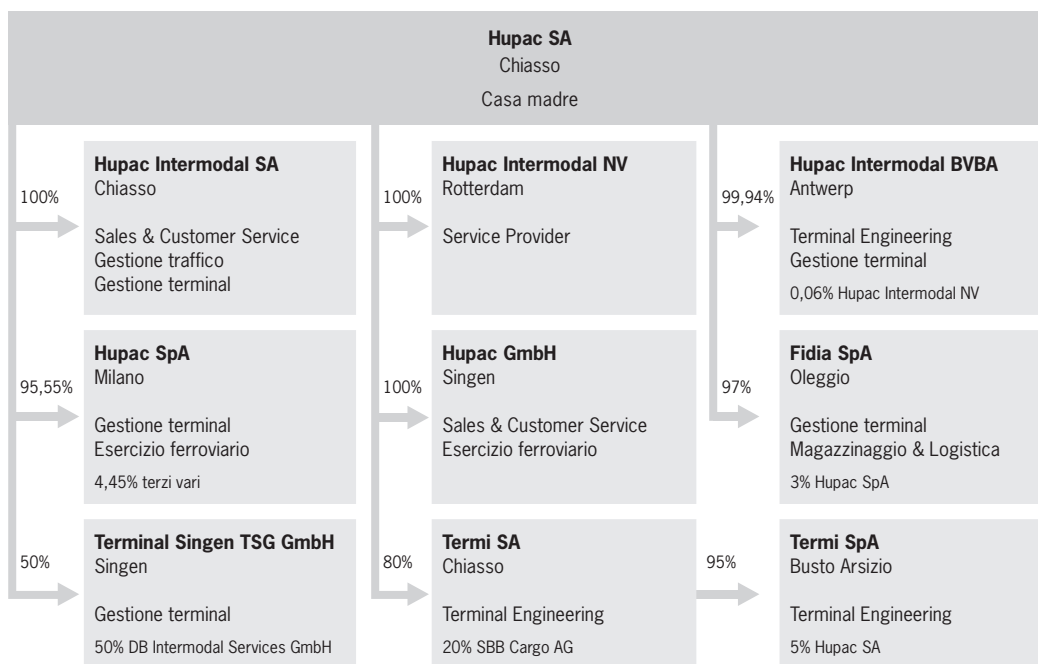 Hupac SA
Chiasso
Casa madre
100%
Hupac Intermodal SA
Chiasso
Sales & Customer Service
Gestione traffico
Gestione terminal
100%
Hupac Intermodal NV
Rotterdam
Service Provider
99,94%
Hupac Intermodal BVBA
Antwerp
Terminal Engineering
Gestione terminal
0,06% Hupac Intermodal NV
95,55%
Hupac SpA
Milano
Gestione terminal
Esercizio ferroviario
4,45% terzi vari
100%
Hupac GmbH
Singen
Sales & Customer Service
Esercizio ferroviario
97%
Fidia SpA
Oleggio
Gestione terminal
Magazzinaggio & Logistica
3% Hupac SpA
50%
Terminal Singen TSG GmbH
Singen
Gestione terminal
50% DB Intermodal Services GmbH
80%
Termi SA
Chiasso
Terminal Engineering
20% SBB Cargo AG
95%
Termi SpA
Busto Arsizio
Terminal Engineering
5% Hupac SA